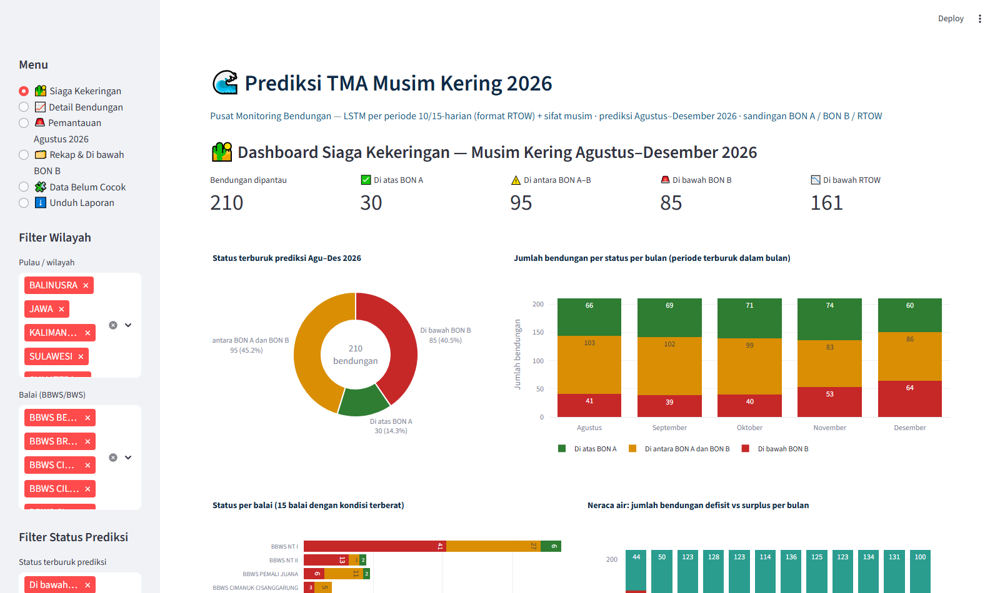 Deploy
Menu
Siaga Kekeringan
Detail Bendungan
Pemantauan
Agustus 2026
Rekap & Di bawah
BON B
Data Belum Cocok
Unduh Laporan
Filter Wilayah
Pulau / wilayah
BALINUSRA ×
JAWA ×
KALIMAN... ×
SULAWESI ×
Balai (BBWS/BWS)
BBWS BE... ×
BBWS BR... ×
BBWS CI... ×
BBWS CIL... ×
Filter Status Prediksi
Status terburuk prediksi
Di bawah... ×
Prediksi TMA Musim Kering 2026
Pusat Monitoring Bendungan — LSTM per periode 10/15-harian (format RTOW) + sifat musim · prediksi Agustus–Desember 2026 · sandingan BON A / BON B / RTOW
Dashboard Siaga Kekeringan — Musim Kering Agustus–Desember 2026
Bendungan dipantau
210
Di atas BON A
30
Di antara BON A–B
95
Di bawah BON B
85
Di bawah RTOW
161
Status terburuk prediksi Agu–Des 2026
antara BON A dan BON B
95 (45.2%)
210
bendungan
Di bawah BON B
85 (40.5%)
Di atas BON A
30 (14.3%)
Jumlah bendungan per status per bulan (periode terburuk dalam bulan)
Jumlah bendungan
200
150
100
50
0
66 69 71 74 60
103 102 99 83 86
41 39 40 53 64
Agustus September Oktober November Desember
Di atas BON A Di antara BON A dan BON B Di bawah BON B
Status per balai (15 balai dengan kondisi terberat)
BBWS NT I 41 27 6
BBWS NT II 13 3 2
BBWS PEMALI JUANA 6 11 2
BBWS CIMANUK CISANGGARUNG 3 5
Neraca air: jumlah bendungan defisit vs surplus per bulan
200
44 50 123 128 123 114 136 125 123 134 131 100